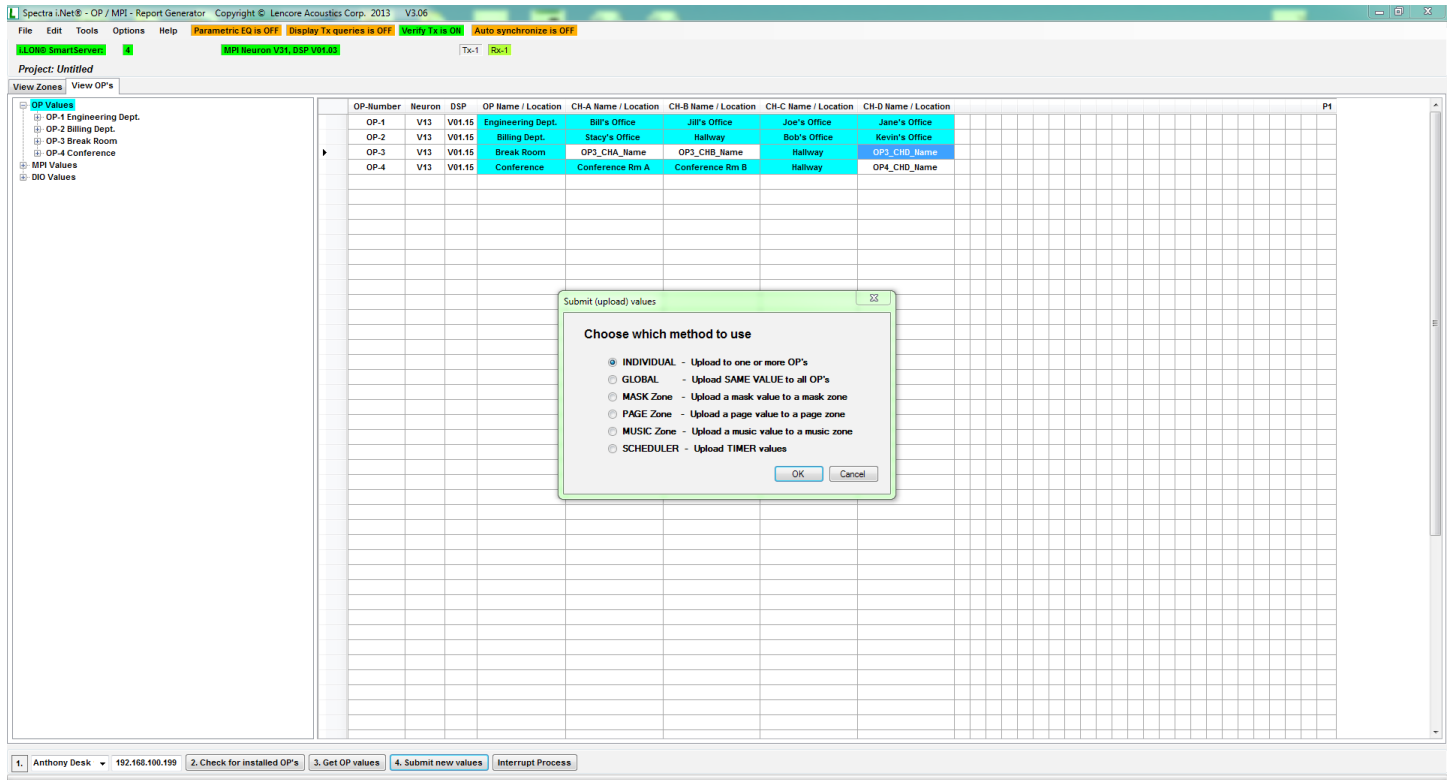 Spectra i.Net® - OP / MPI - Report Generator Copyright © Lencore Acoustics Corp. 2013 V3.06
File Edit Tools Options Help Parametric EQ is OFF Display Tx queries is OFF Verify Tx is ON Auto synchronize is OFF
i.LON® SmartServer: 4 MPI Neuron V31, DSP V01.03 Tx-1 Rx-1
Project: Untitled
View Zones View OP's
OP Values
OP-1 Engineering Dept.
OP-2 Billing Dept.
OP-3 Break Room
OP-4 Conference
MPI Values
DIO Values
OP-Number Neuron DSP OP Name / Location CH-A Name / Location CH-B Name / Location CH-C Name / Location CH-D Name / Location P1
OP-1 V13 V01.15 Engineering Dept. Bill's Office Jill's Office Joe's Office Jane's Office
OP-2 V13 V01.15 Billing Dept. Stacy's Office Hallway Bob's Office Kevin's Office
OP-3 V13 V01.15 Break Room OP3_CHA_Name OP3_CHB_Name Hallway OP3_CHD_Name
OP-4 V13 V01.15 Conference Conference Rm A Conference Rm B Hallway OP4_CHD_Name
Submit (upload) values
Choose which method to use
INDIVIDUAL - Upload to one or more OP's
GLOBAL - Upload SAME VALUE to all OP's
MASK Zone - Upload a mask value to a mask zone
PAGE Zone - Upload a page value to a page zone
MUSIC Zone - Upload a music value to a music zone
SCHEDULER - Upload TIMER values
OK Cancel
1. Anthony Desk 192.168.100.199 2. Check for installed OP's 3. Get OP values 4. Submit new values Interrupt Process